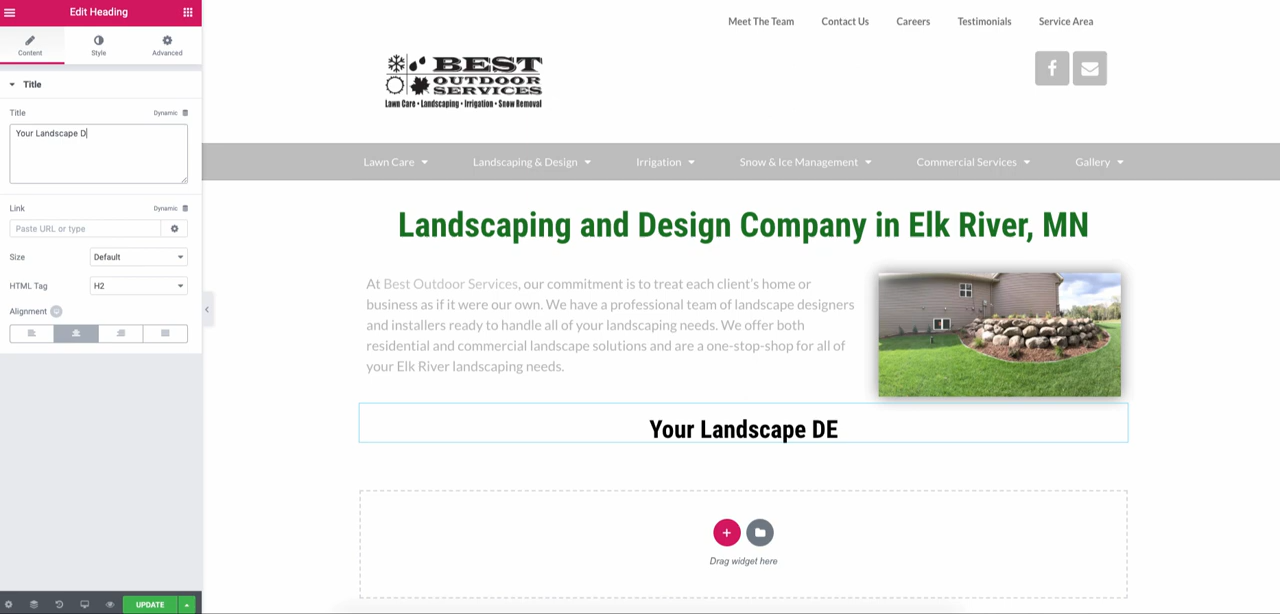 Edit Heading
Content
Style
Advanced
Title
Title
Dynamic
Your Landscape D
Link
Dynamic
Paste URL or type
Size
Default
HTML Tag
H2
Alignment
UPDATE
Meet The Team
Contact Us
Careers
Testimonials
Service Area
BEST
OUTDOOR
SERVICES
Lawn Care • Landscaping • Irrigation • Snow Removal
Lawn Care
Landscaping & Design
Irrigation
Snow & Ice Management
Commercial Services
Gallery
Landscaping and Design Company in Elk River, MN
At Best Outdoor Services, our commitment is to treat each client's home or
business as if it were our own. We have a professional team of landscape designers
and installers ready to handle all of your landscaping needs. We offer both
residential and commercial landscape solutions and are a one-stop-shop for all of
your Elk River landscaping needs.
Your Landscape DE
Drag widget here